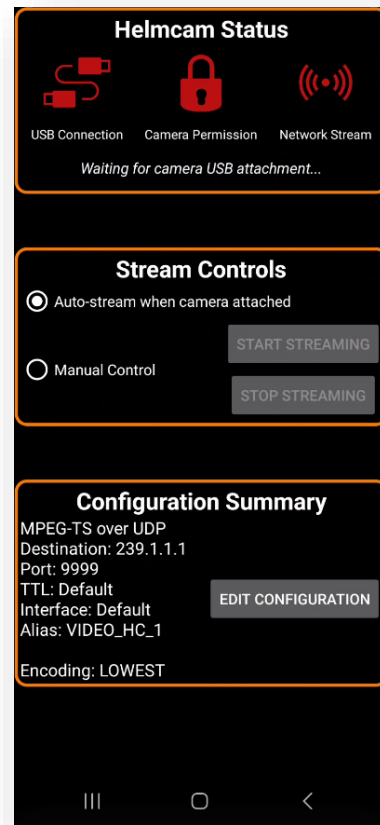 Helmcam Status
USB Connection
Camera Permission
Network Stream
Waiting for camera USB attachment...
Stream Controls
Auto-stream when camera attached
START STREAMING
Manual Control
STOP STREAMING
Configuration Summary
MPEG-TS over UDP
Destination: 239.1.1.1
Port: 9999
TTL: Default
Interface: Default
Alias: VIDEO_HC_1
EDIT CONFIGURATION
Encoding: LOWEST